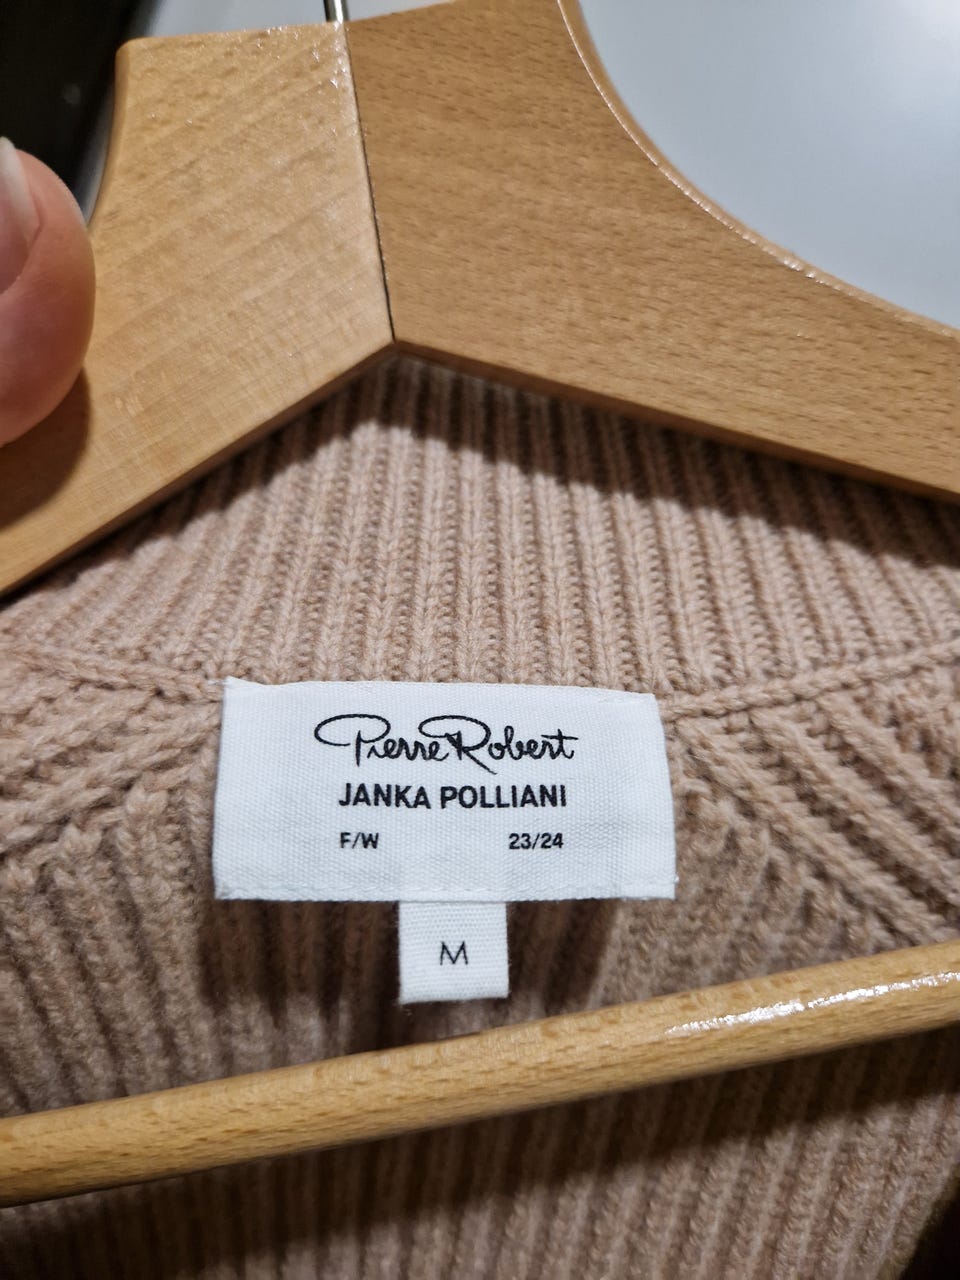 Pierre Robert
JANKA POLLIANI
F/W 23/24
M